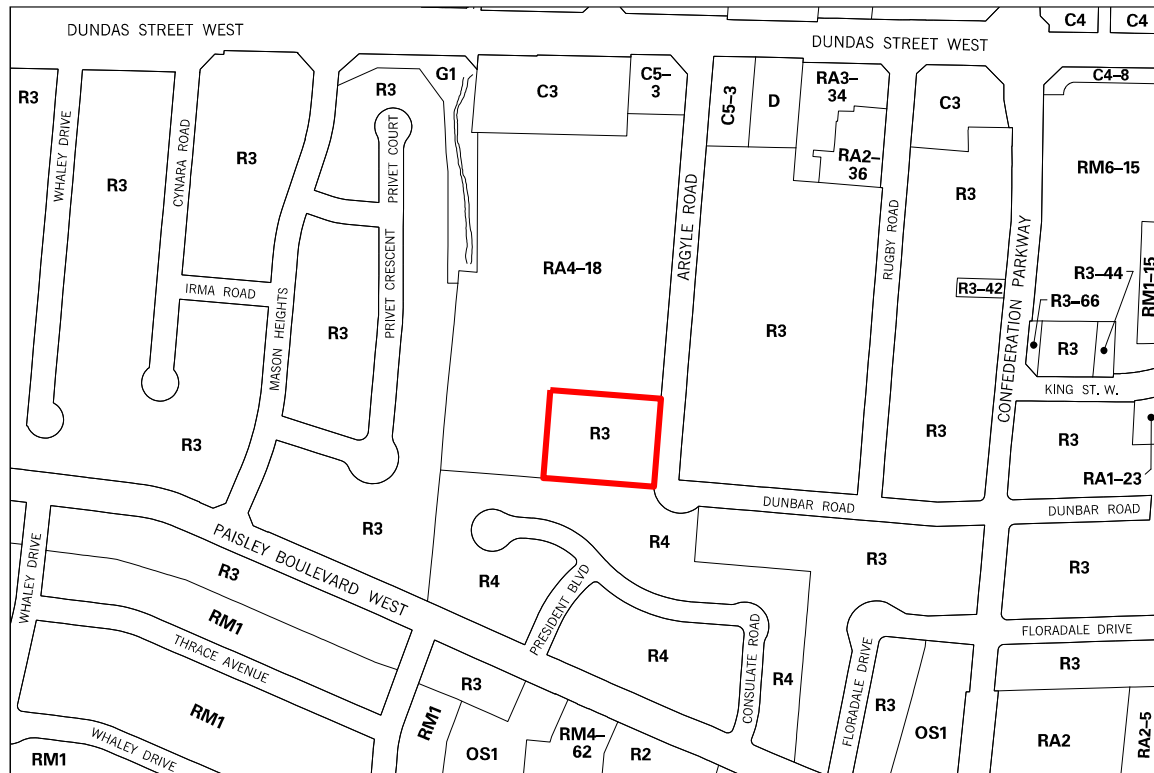 DUNDAS STREET WEST
DUNDAS STREET WEST
C4
C4
C4–8
R3
WHALEY DRIVE
R3
CYNARA ROAD
R3
R3
PRIVET COURT
G1
C3
C5–
3
C5–3
D
RA3–
34
RA2–
36
C3
RM6–15
R3
RUGBY ROAD
ARGYLE ROAD
CONFEDERATION PARKWAY
RA4–18
IRMA ROAD
MASON HEIGHTS
R3
PRIVET CRESCENT
R3
R3–42
R3–44
R3–66
RM1–15
R3
KING ST. W.
R3
R3
R3
R3
RA1–23
DUNBAR ROAD
DUNBAR ROAD
R3
PAISLEY BOULEVARD WEST
WHALEY DRIVE
R3
R4
R4
PRESIDENT BLVD
R3
R3
RM1
THRACE AVENUE
R4
CONSULATE ROAD
R4
FLORADALE DRIVE
FLORADALE DRIVE
R3
R3
RM1
WHALEY DRIVE
RM1
RM1
R3
OS1
RM4–
62
R2
OS1
RA2
RA2–5